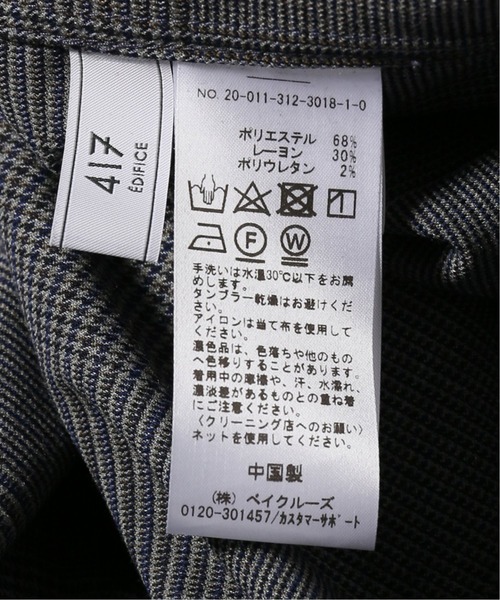 417
ÉDIFICE
NO. 20-011-312-3018-1-0
ポリエステル 68%
レーヨン 30%
ポリウレタン 2%
F
W
手洗いは水温30℃以下をお薦
めします。
タンブラー乾燥はお避けくだ
さい。
アイロンは当て布を使用して
ください。
濃色品は、色落ちや他のもの
へ色移りすることがあります。
着用中の摩擦や、汗、水濡れ、
濃淡差があるものとの重ね着
にご注意ください。
〈クリーニング店へのお願い〉
ネットを使用してください。
中国製
(株) ベイクルーズ
0120-301457/カスタマーサポート